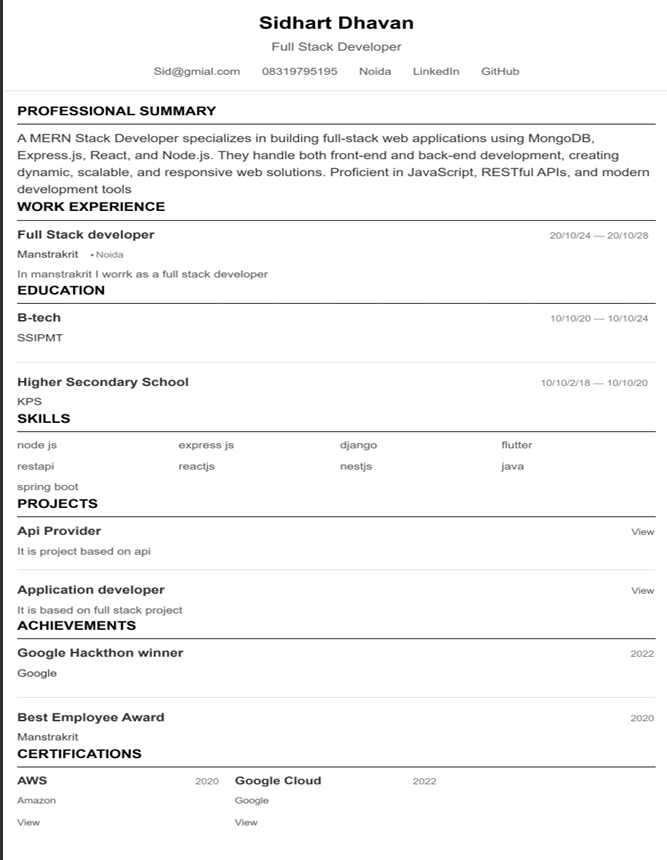 Sidhart Dhavan
Full Stack Developer
Sid@gmial.com 08319795195 Noida LinkedIn GitHub
PROFESSIONAL SUMMARY
A MERN Stack Developer specializes in building full-stack web applications using MongoDB,
Express.js, React, and Node.js. They handle both front-end and back-end development, creating
dynamic, scalable, and responsive web solutions. Proficient in JavaScript, RESTful APIs, and modern
development tools
WORK EXPERIENCE
Full Stack developer 20/10/24 — 20/10/28
Manstrakrit • Noida
In manstrakrit I worrk as a full stack developer
EDUCATION
B-tech 10/10/20 — 10/10/24
SSIPMT
Higher Secondary School 10/10/2/18 — 10/10/20
KPS
SKILLS
node js express js django flutter
restapi reactjs nestjs java
spring boot
PROJECTS
Api Provider View
It is project based on api
Application developer View
It is based on full stack project
ACHIEVEMENTS
Google Hackthon winner 2022
Google
Best Employee Award 2020
Manstrakrit
CERTIFICATIONS
AWS 2020 Google Cloud 2022
Amazon Google
View View